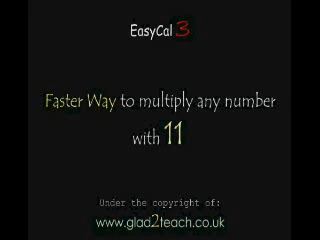 EasyCal 3
Faster Way to multiply any number
with 11
Under the copyright of:
www.glad2teach.co.uk